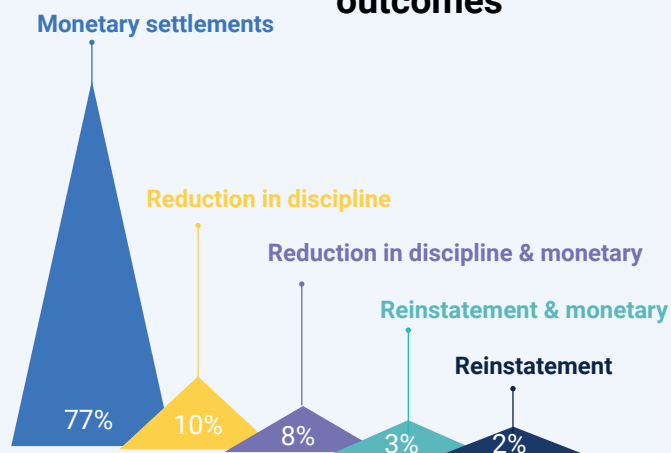 outcomes
Monetary settlements
Reduction in discipline
Reduction in discipline & monetary
Reinstatement & monetary
Reinstatement
77%
10%
8%
3%
2%